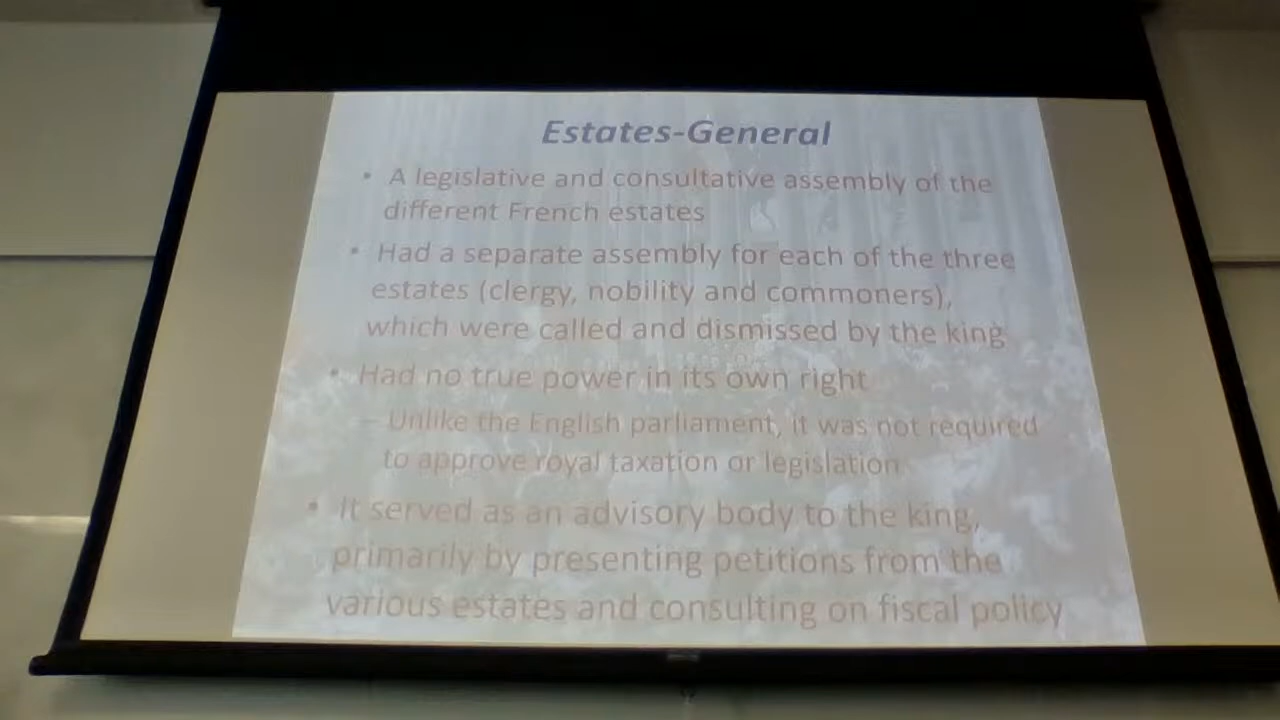 Estates-General
• A legislative and consultative assembly of the
different French estates
• Had a separate assembly for each of the three
estates (clergy, nobility and commoners),
which were called and dismissed by the king
• Had no true power in its own right
– Unlike the English parliament, it was not required
to approve royal taxation or legislation
• It served as an advisory body to the king,
primarily by presenting petitions from the
various estates and consulting on fiscal policy